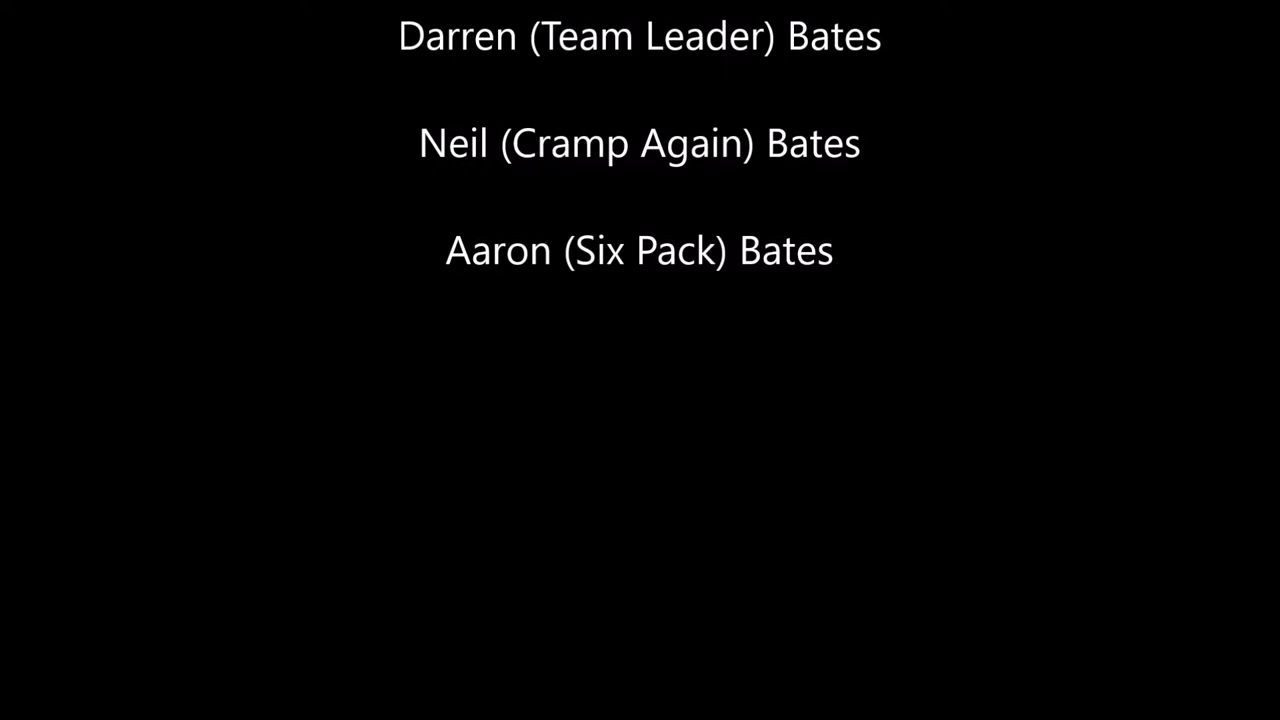 Darren (Team Leader) Bates
Neil (Cramp Again) Bates
Aaron (Six Pack) Bates